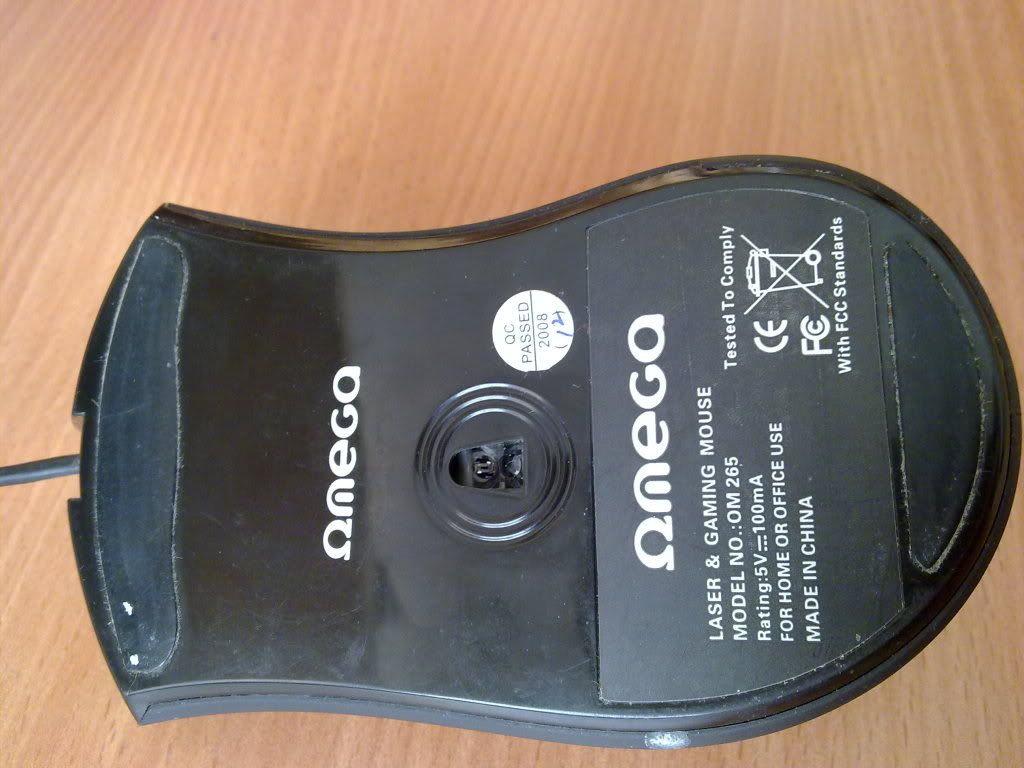 Ωmega
QC
PASSED
2008
Ωmega
LASER & GAMING MOUSE
MODEL NO.:OM 265
Rating:5V⎓100mA
FOR HOME OR OFFICE USE
MADE IN CHINA
Tested To Comply
CE
FC
With FCC Standards